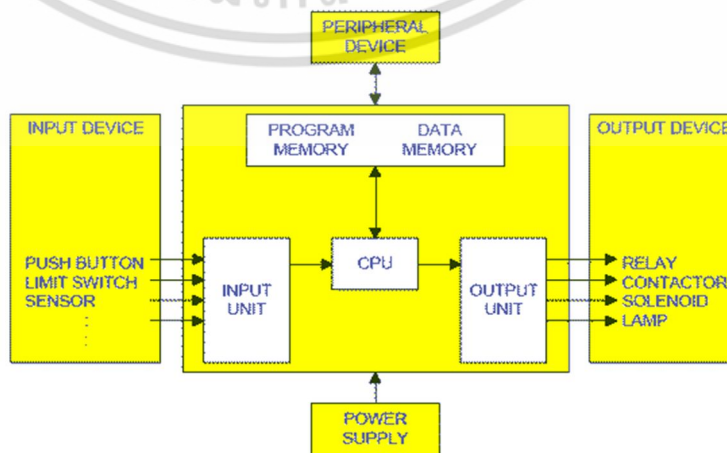 PERIPHERAL
DEVICE
INPUT DEVICE
PROGRAM
MEMORY
DATA
MEMORY
OUTPUT DEVICE
PUSH BUTTON
LIMIT SWITCH
SENSOR
:
:
INPUT
UNIT
CPU
OUTPUT
UNIT
RELAY
CONTACTOR
SOLENOID
LAMP
POWER
SUPPLY